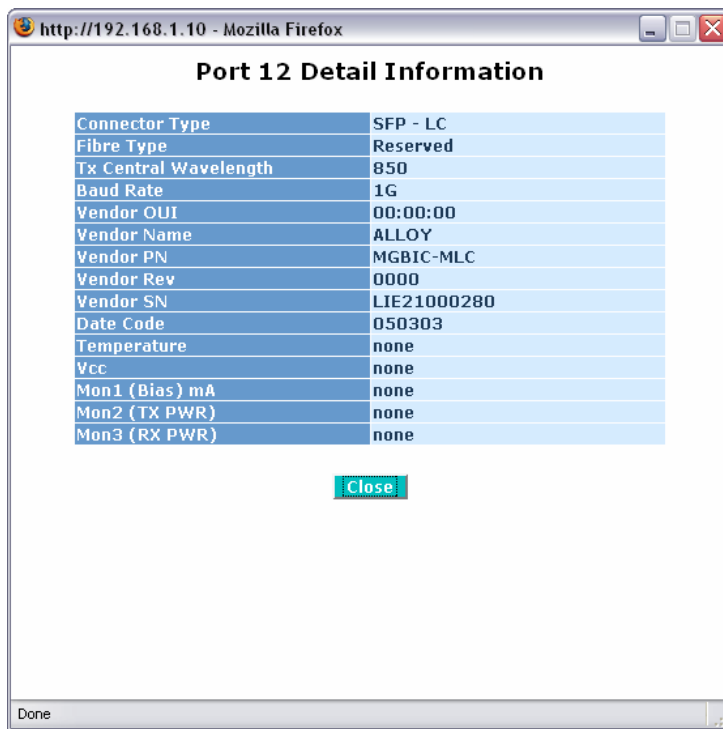 http://192.168.1.10 - Mozilla Firefox
Port 12 Detail Information
Connector Type SFP - LC
Fibre Type Reserved
Tx Central Wavelength 850
Baud Rate 1G
Vendor OUI 00:00:00
Vendor Name ALLOY
Vendor PN MGBIC-MLC
Vendor Rev 0000
Vendor SN LIE21000280
Date Code 050303
Temperature none
Vcc none
Mon1 (Bias) mA none
Mon2 (TX PWR) none
Mon3 (RX PWR) none
Close
Done